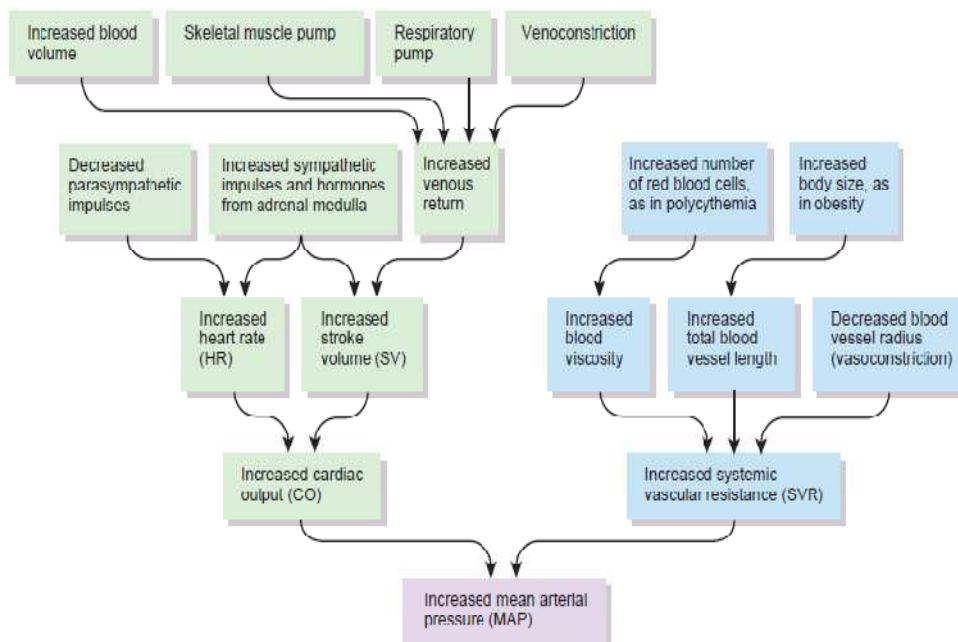 Increased blood
volume
Skeletal muscle pump
Respiratory
pump
Venoconstriction
Decreased
parasympathetic
impulses
Increased sympathetic
impulses and hormones
from adrenal medulla
Increased
venous
return
Increased number
of red blood cells,
as in polycythemia
Increased
body size, as
in obesity
Increased
heart rate
(HR)
Increased
stroke
volume (SV)
Increased
blood
viscosity
Increased
total blood
vessel length
Decreased blood
vessel radius
(vasoconstriction)
Increased cardiac
output (CO)
Increased systemic
vascular resistance (SVR)
Increased mean arterial
pressure (MAP)